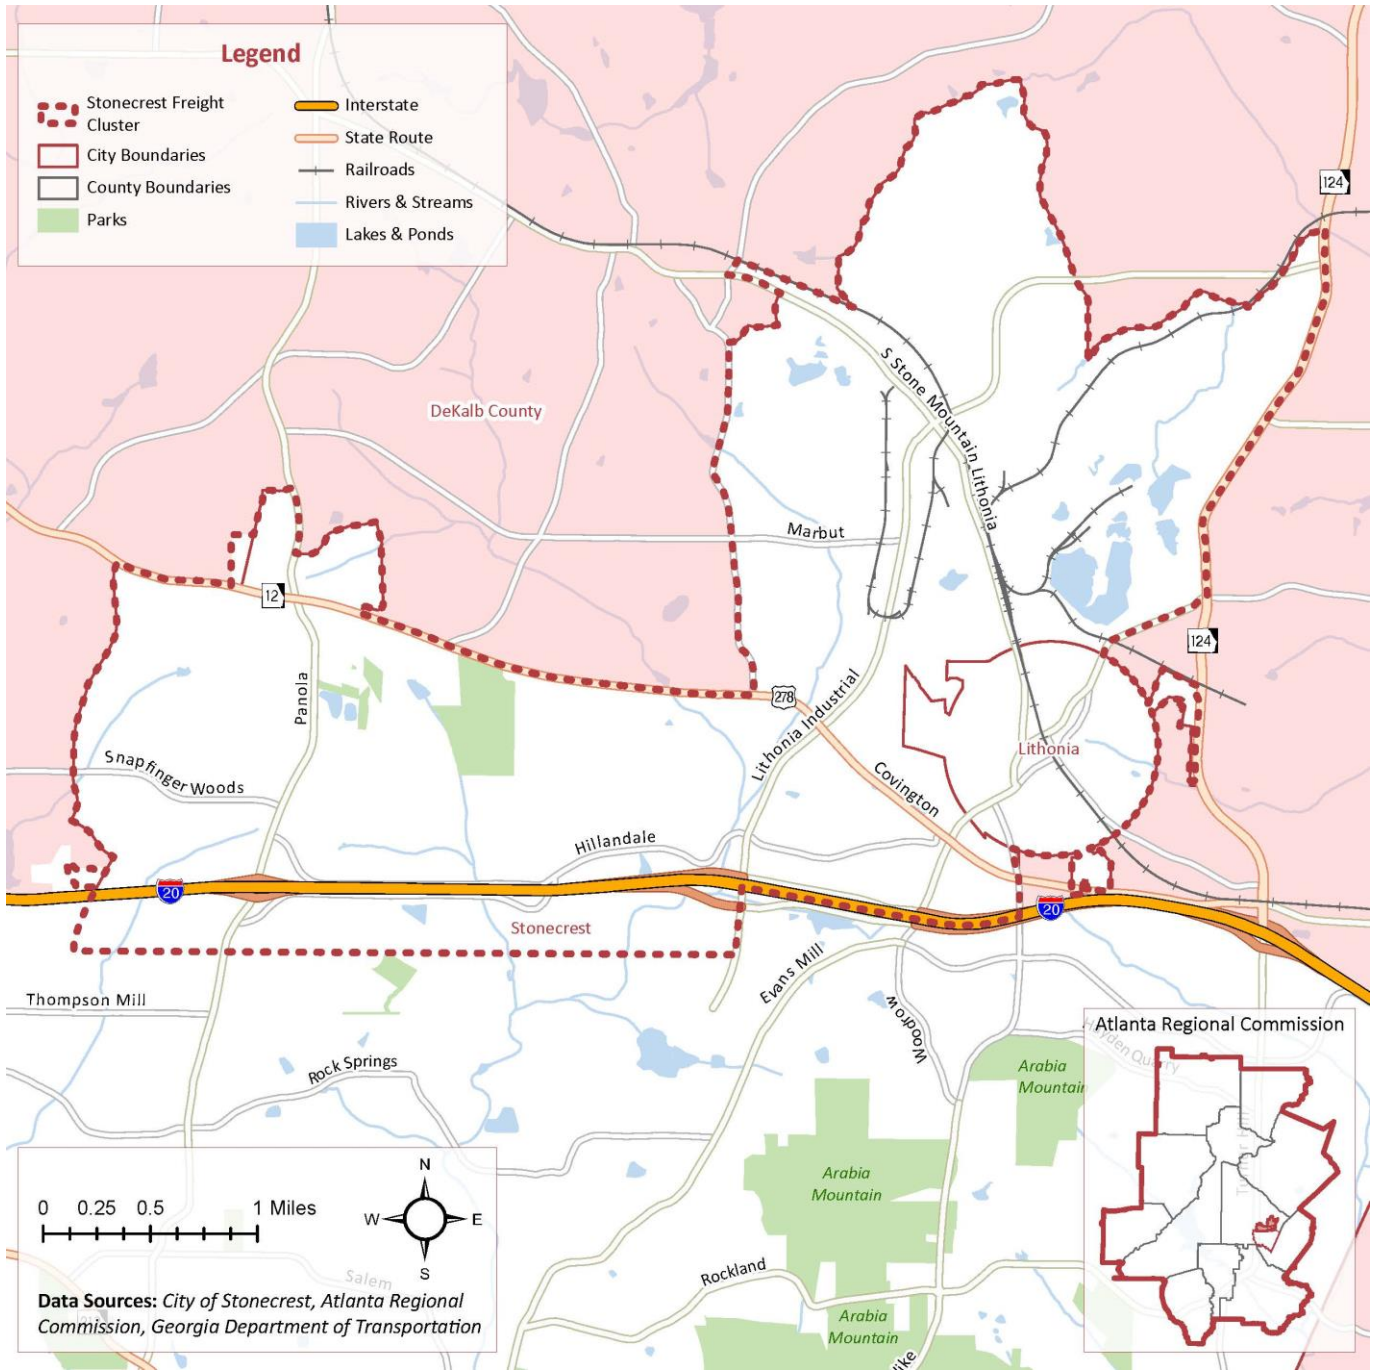 Legend
Stonecrest Freight
Cluster
City Boundaries
County Boundaries
Parks
Interstate
State Route
Railroads
Rivers & Streams
Lakes & Ponds
124
DeKalb County
S Stone Mountain Lithonia
Marbut
12
124
Panola
278
Lithonia Industrial
Lithonia
Snapfinger Woods
Covington
Hillandale
20
20
Stonecrest
Evans Mill
Thompson Mill
Woodrow
Rock Springs
Hayden Quarry
Arabia
Mountain
Arabia
Mountain
Rockland
Arabia
Mountain
Atlanta Regional Commission
N
W
E
S
0 0.25 0.5 1 Miles
Salem
Data Sources: City of Stonecrest, Atlanta Regional
Commission, Georgia Department of Transportation